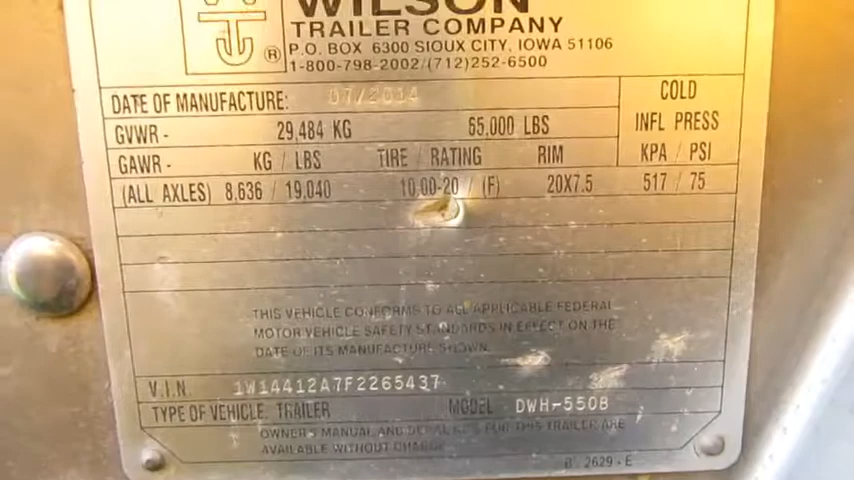 WILSON
TRAILER COMPANY
P.O. BOX 6300 SIOUX CITY, IOWA 51106
1-800-798-2002/(712)252-6500
DATE OF MANUFACTURE: 07/2014
COLD
INFL PRESS
GVWR - 29,484 KG 65,000 LBS
GAWR - KG / LBS TIRE / RATING RIM KPA / PSI
(ALL AXLES) 8,636 / 19,040 10.00-20 / (F) 20X7.5 517 / 75
THIS VEHICLE CONFORMS TO ALL APPLICABLE FEDERAL
MOTOR VEHICLE SAFETY STANDARDS IN EFFECT ON THE
DATE OF ITS MANUFACTURE SHOWN.
V.I.N. 1W14412A7F2265437
TYPE OF VEHICLE: TRAILER MODEL DWH-550B
OWNER'S MANUAL AND FOR THIS TRAILER ARE
AVAILABLE WITHOUT CHARGE
2629 - E